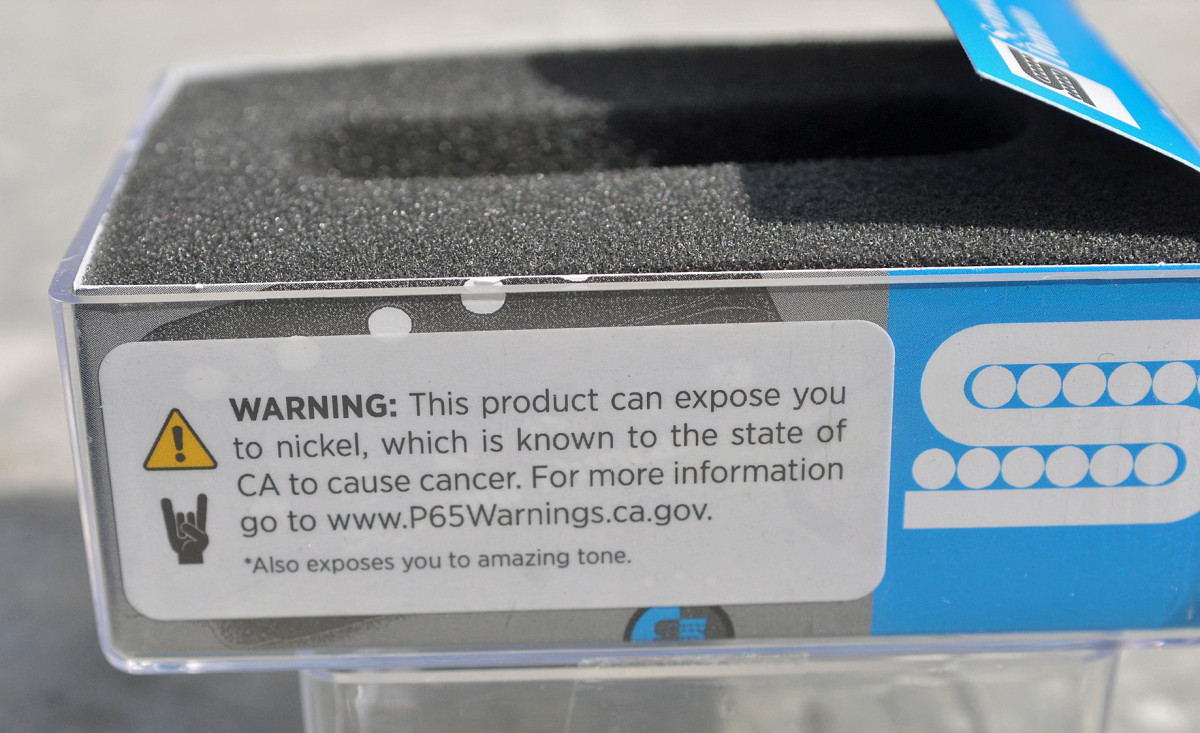 WARNING: This product can expose you
to nickel, which is known to the state of
CA to cause cancer. For more information
go to www.P65Warnings.ca.gov.
*Also exposes you to amazing tone.